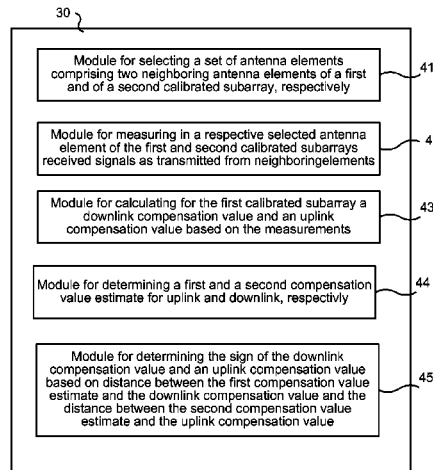 30
Module for selecting a set of antenna elements
comprising two neighboring antenna elements of a first
and of a second calibrated subarray, respectively
41
Module for measuring in a respective selected antenna
element of the first and second calibrated subarrays
received signals as transmitted from neighboringelements
4
Module for calculating for the first calibrated subarray a
downlink compensation value and an uplink
compensation value based on the measurements
43
Module for determining a first and a second compensation
value estimate for uplink and downlink, respectivly
44
Module for determining the sign of the downlink
compensation value and an uplink compensation value
based on distance between the first compensation value
estimate and the downlink compensation value and the
distance between the second compensation value
estimate and the uplink compensation value
45